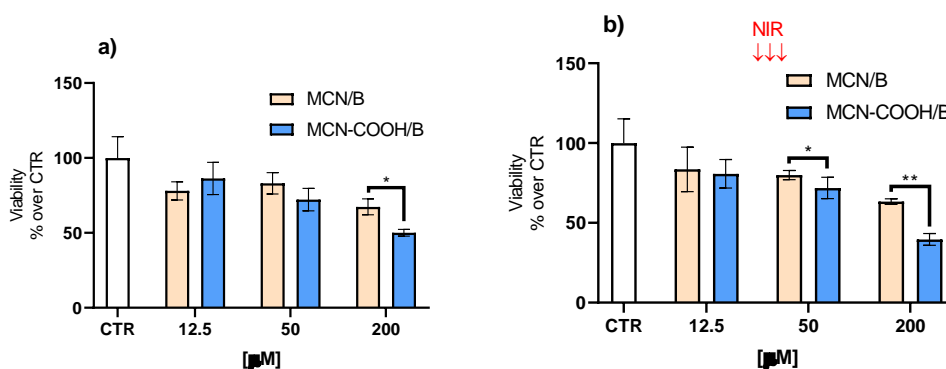 a)
150
100
50
0
Viability
% over CTR
MCN/B
MCN-COOH/B
*
CTR 12.5 50 200
[µM]
b)
NIR
↓↓↓
150
100
50
0
Viability
% over CTR
MCN/B
MCN-COOH/B
*
**
CTR 12.5 50 200
[µM]